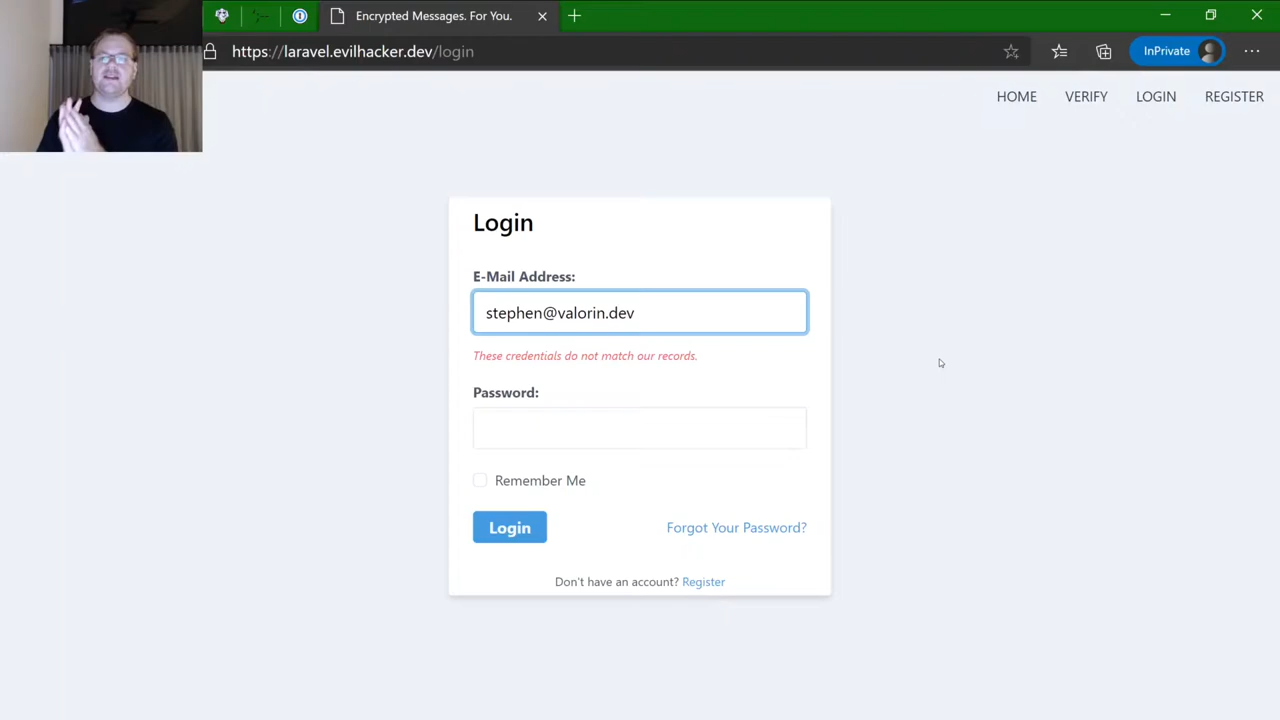 Encrypted Messages. For You.
https://laravel.evilhacker.dev/login
InPrivate
HOME VERIFY LOGIN REGISTER
Login
E-Mail Address:
stephen@valorin.dev
These credentials do not match our records.
Password:
Remember Me
Login Forgot Your Password?
Don't have an account? Register